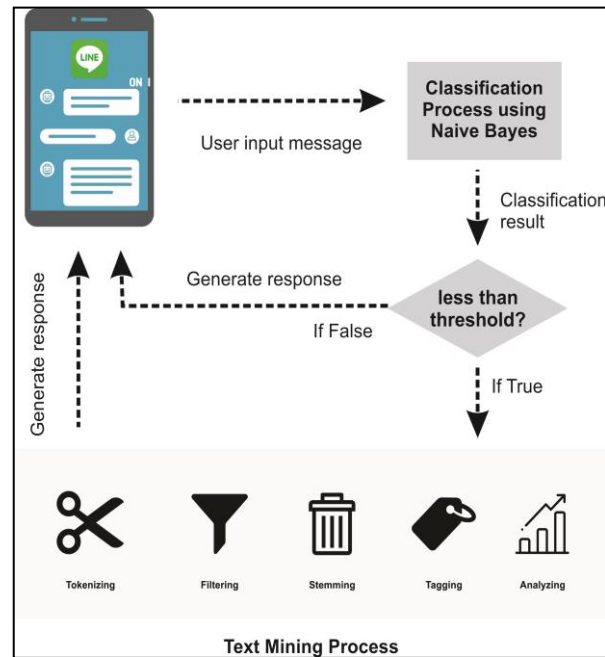 LINE
ON I
User input message
Classification
Process using
Naive Bayes
Classification
result
less than
threshold?
Generate response
If False
Generate response
If True
Tokenizing
Filtering
Stemming
Tagging
Analyzing
Text Mining Process